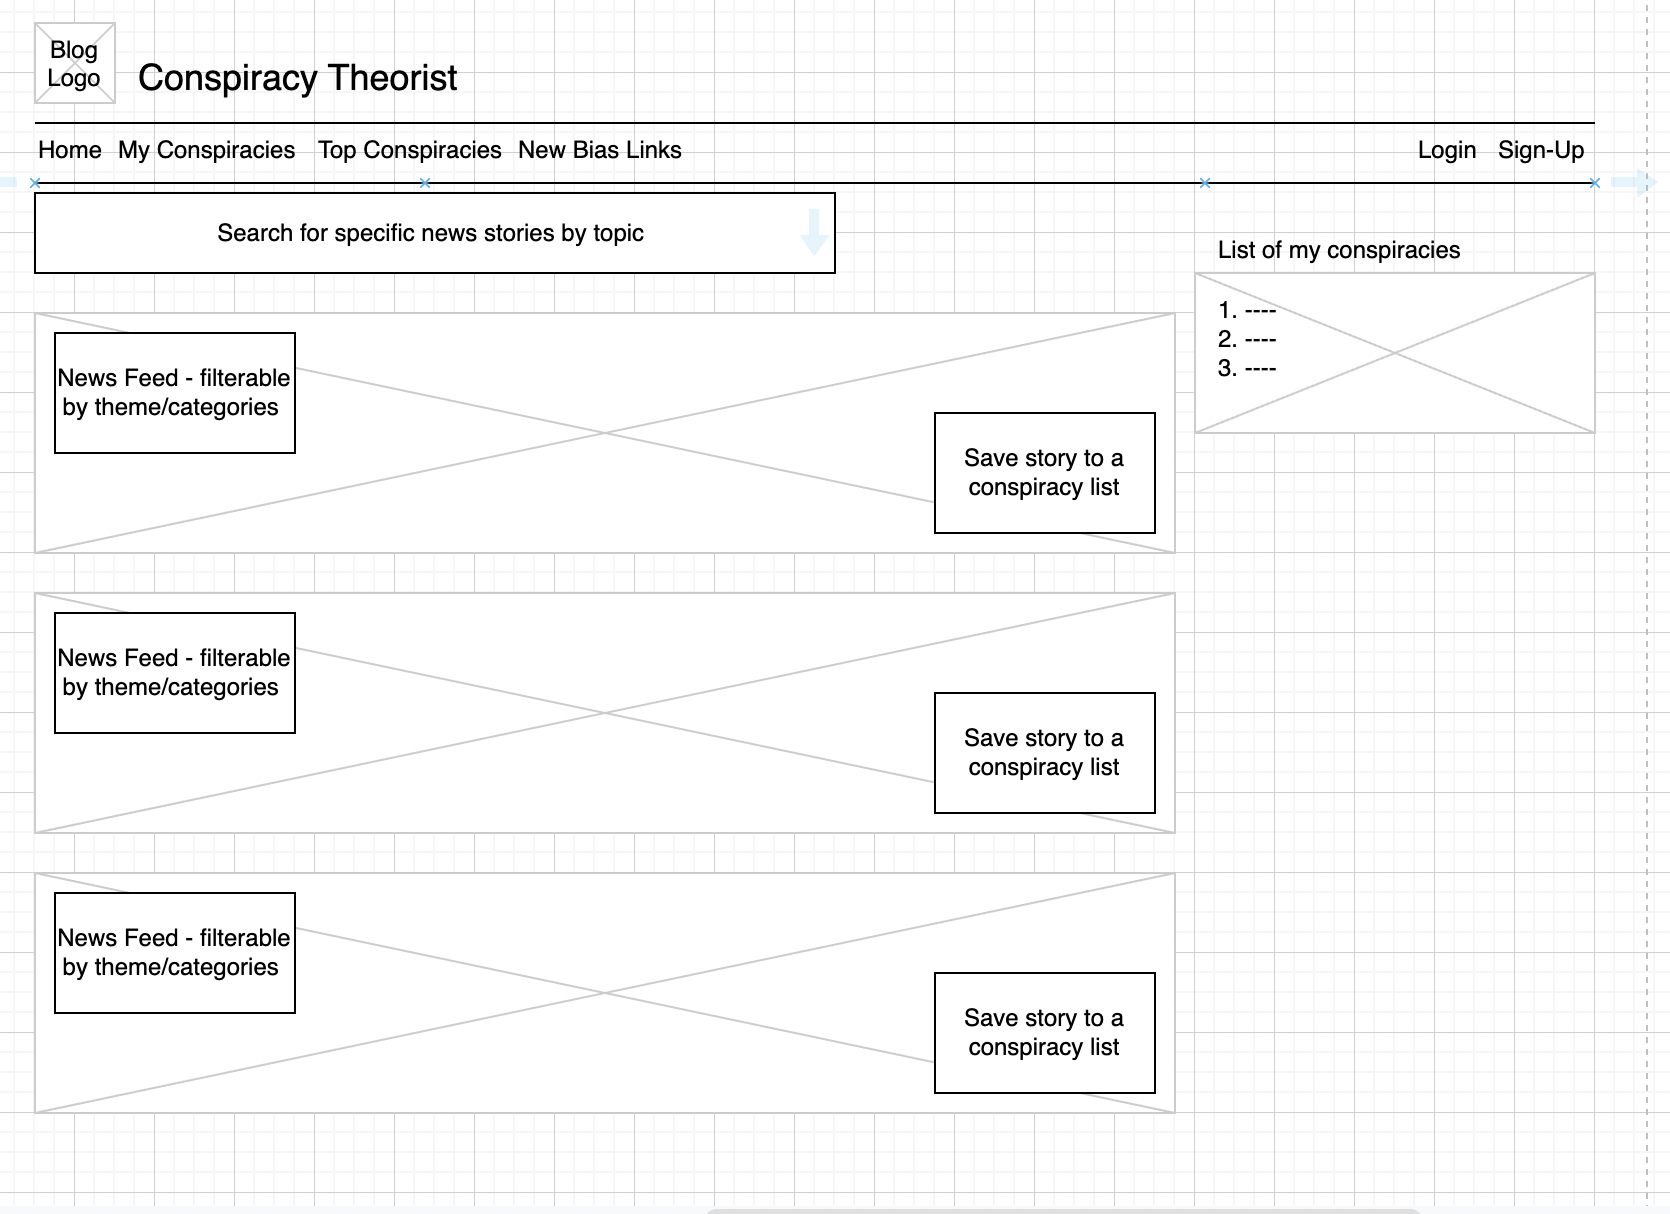 Blog
Logo
Conspiracy Theorist
Home My Conspiracies Top Conspiracies New Bias Links Login Sign-Up
Search for specific news stories by topic
List of my conspiracies
1. ----
2. ----
3. ----
News Feed - filterable
by theme/categories
Save story to a
conspiracy list
News Feed - filterable
by theme/categories
Save story to a
conspiracy list
News Feed - filterable
by theme/categories
Save story to a
conspiracy list